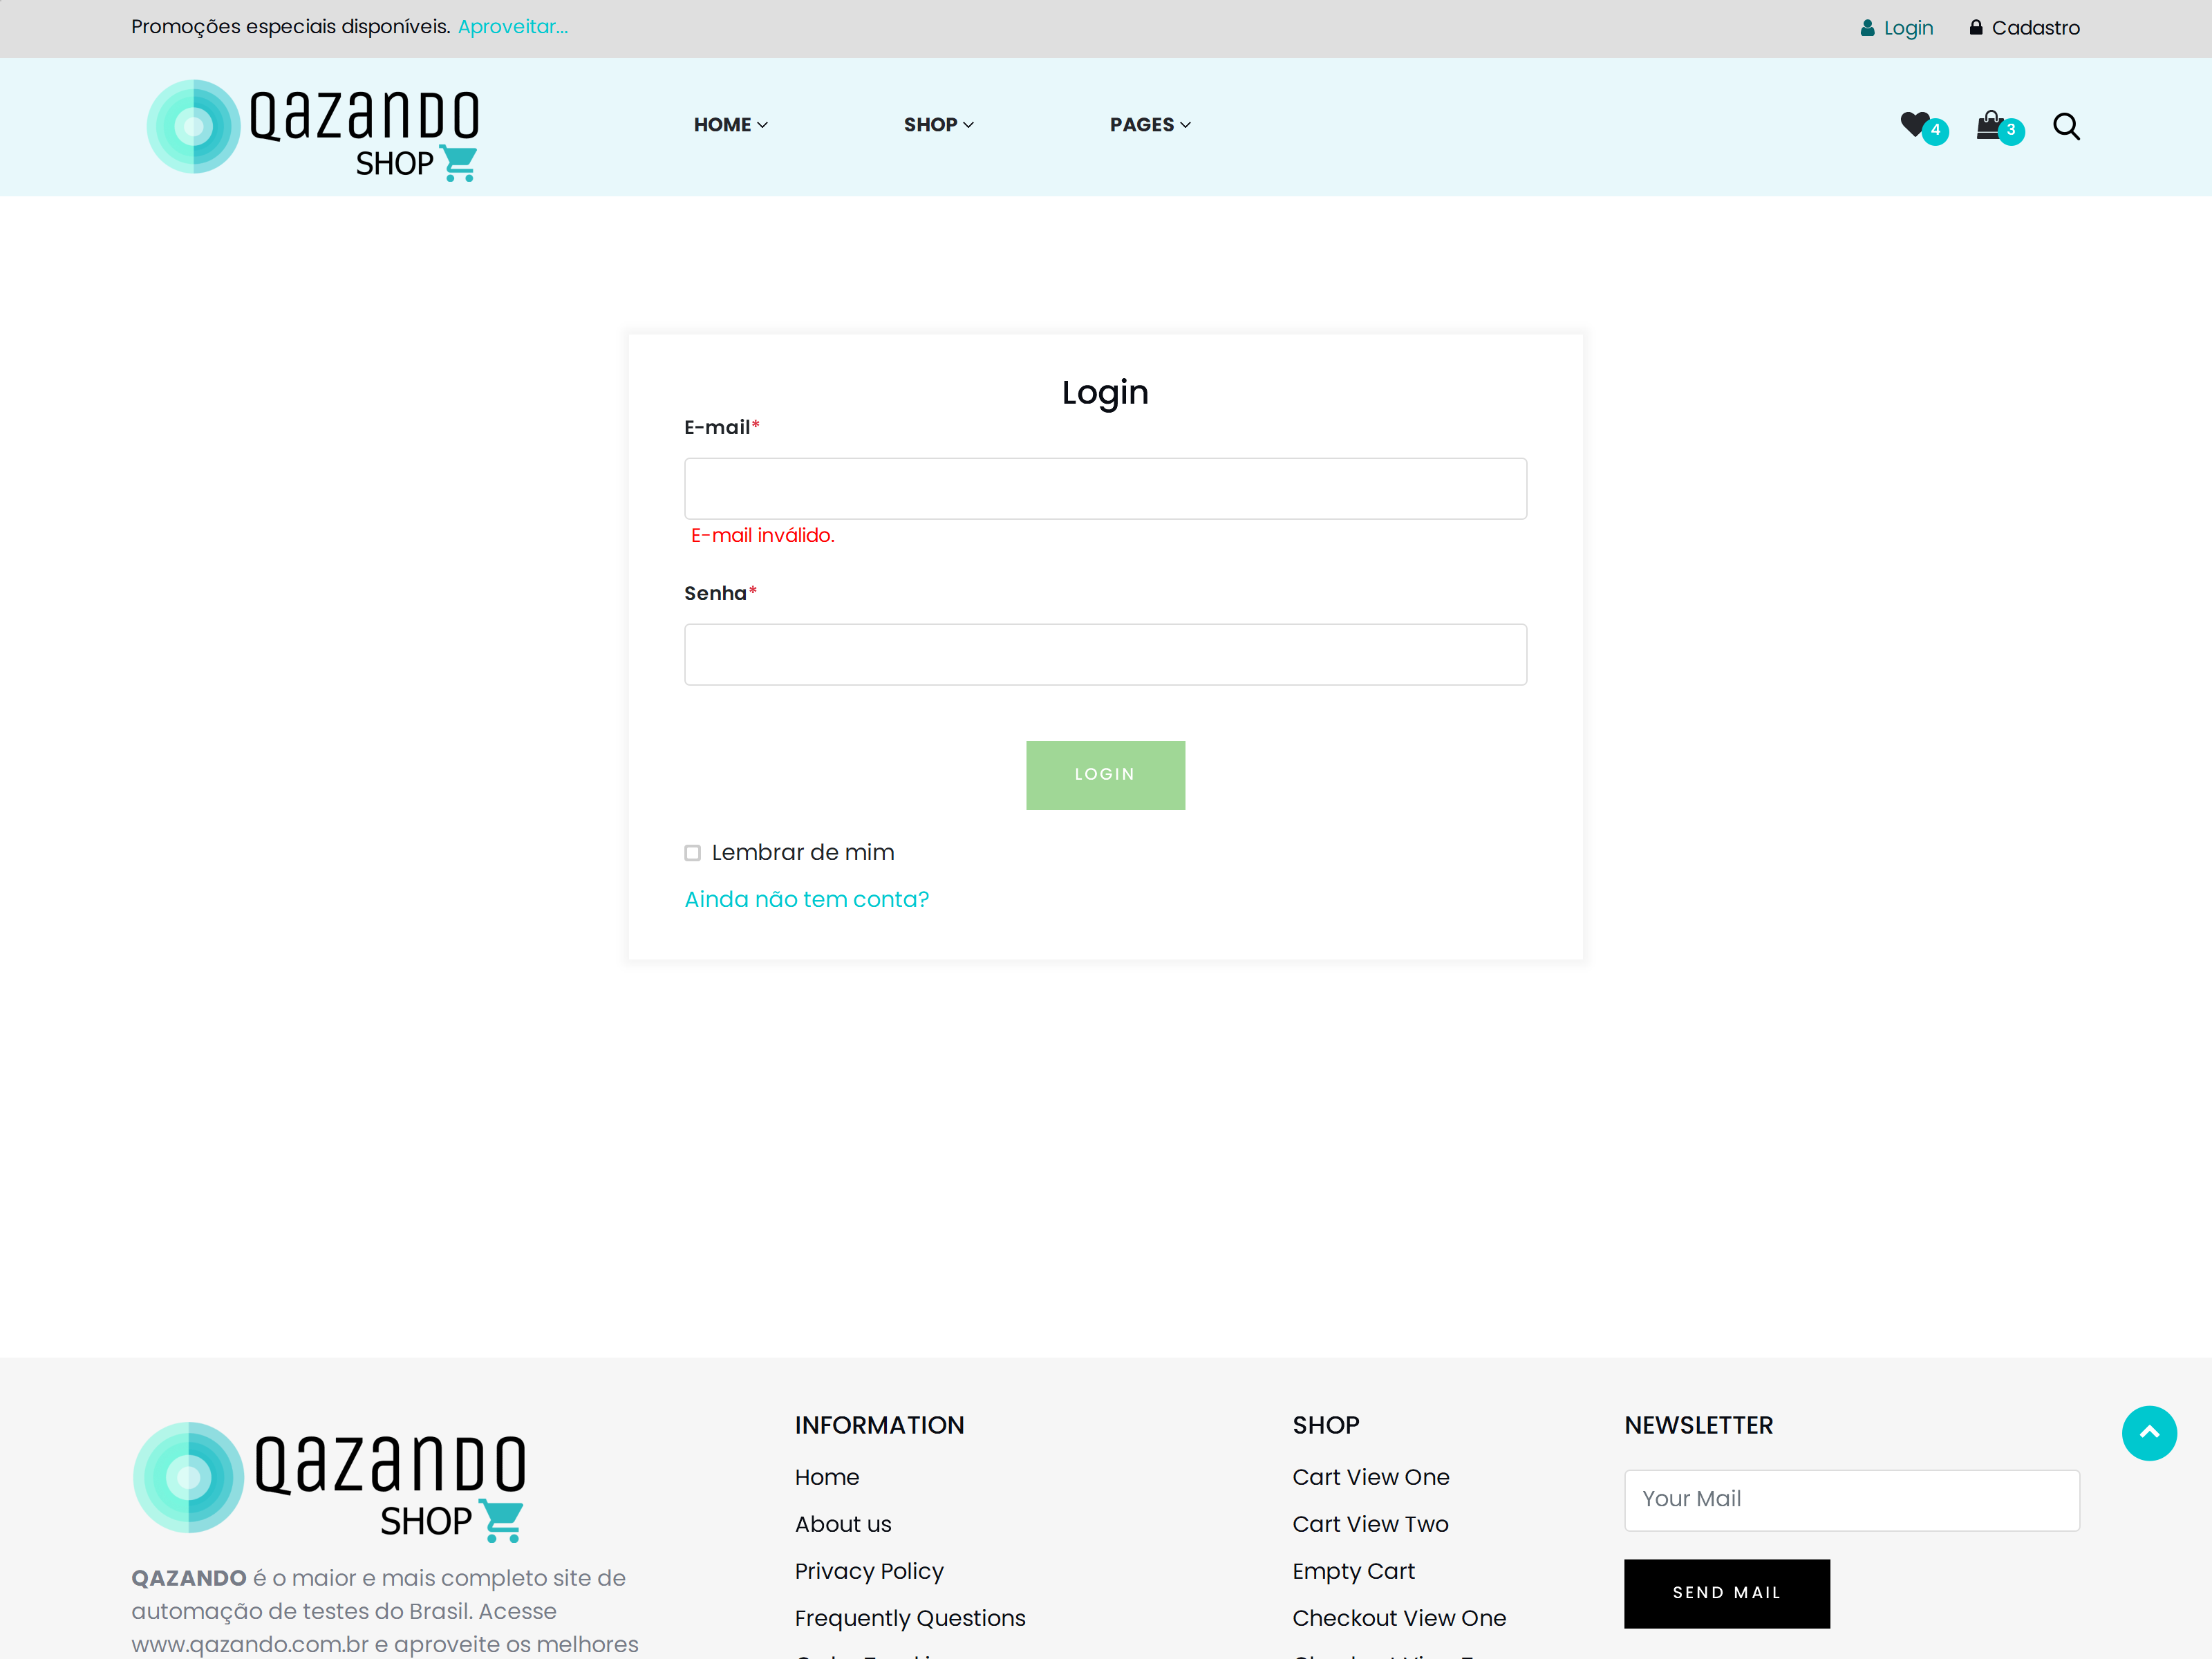 Promoções especiais disponíveis. Aproveitar...
Login
Cadastro
QAZANDO
SHOP
HOME
SHOP
PAGES
4
3
Login
E-mail*
E-mail inválido.
Senha*
LOGIN
Lembrar de mim
Ainda não tem conta?
QAZANDO
SHOP
QAZANDO é o maior e mais completo site de
automação de testes do Brasil. Acesse
www.qazando.com.br e aproveite os melhores
INFORMATION
Home
About us
Privacy Policy
Frequently Questions
SHOP
Cart View One
Cart View Two
Empty Cart
Checkout View One
NEWSLETTER
Your Mail
SEND MAIL